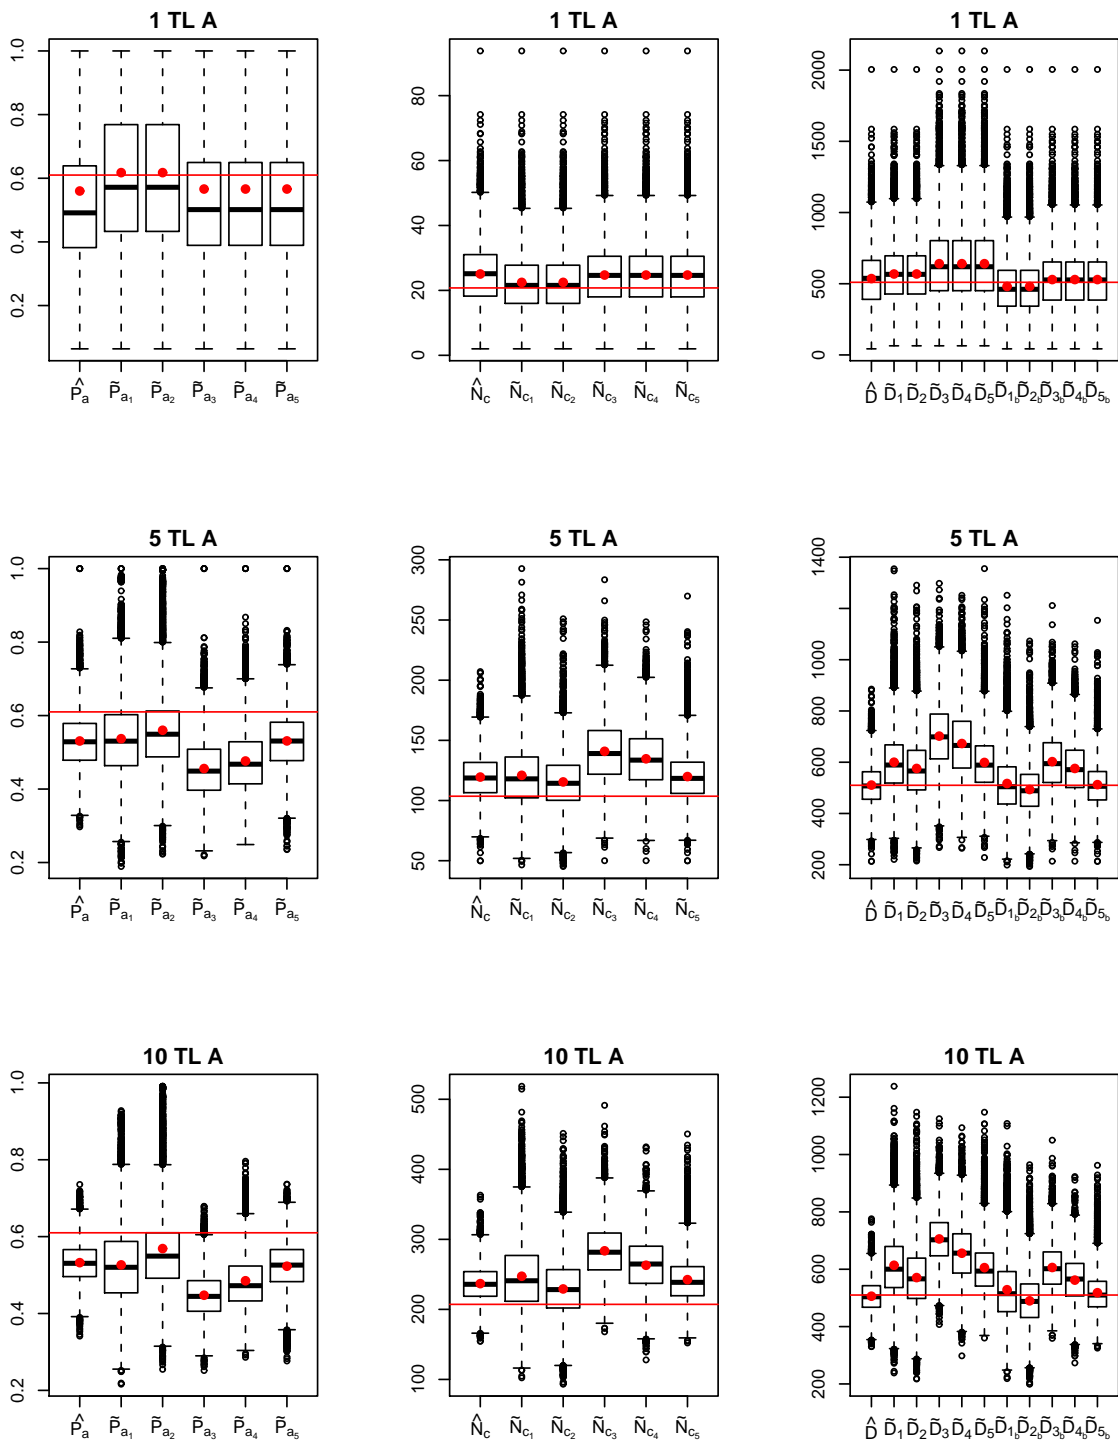 1 TL A
1.0
0.8
0.6
0.4
0.2
P̂a P̃a1 P̃a2 P̃a3 P̃a4 P̃a5
1 TL A
80
60
40
20
0
N̂c Ñc1 Ñc2 Ñc3 Ñc4 Ñc5
1 TL A
2000
1500
1000
500
0
D̂ D̃1 D̃2 D̃3 D̃4 D̃5 D̃1b D̃2b D̃3b D̃4b D̃5b
5 TL A
1.0
0.8
0.6
0.4
0.2
P̂a P̃a1 P̃a2 P̃a3 P̃a4 P̃a5
5 TL A
300
250
200
150
100
50
N̂c Ñc1 Ñc2 Ñc3 Ñc4 Ñc5
5 TL A
1400
1000
800
600
400
200
D̂ D̃1 D̃2 D̃3 D̃4 D̃5 D̃1b D̃2b D̃3b D̃4b D̃5b
10 TL A
1.0
0.8
0.6
0.4
0.2
P̂a P̃a1 P̃a2 P̃a3 P̃a4 P̃a5
10 TL A
500
400
300
200
100
N̂c Ñc1 Ñc2 Ñc3 Ñc4 Ñc5
10 TL A
1200
1000
800
600
400
200
D̂ D̃1 D̃2 D̃3 D̃4 D̃5 D̃1b D̃2b D̃3b D̃4b D̃5b